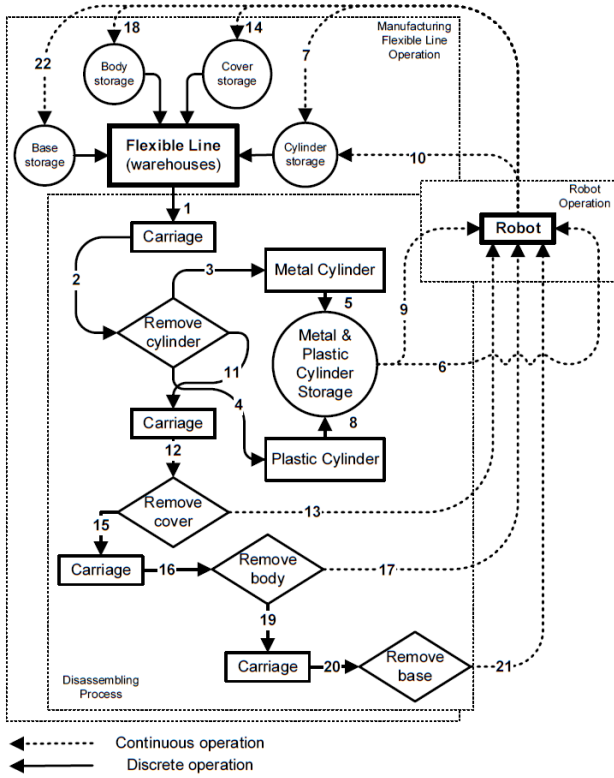 18
14
7
Manufacturing
Flexible Line
Operation
22
Body
storage
Cover
storage
Base
storage
Flexible Line
(warehouses)
Cylinder
storage
10
Robot
Operation
1
Carriage
Robot
2
3
Metal Cylinder
5
9
Remove
cylinder
Metal &
Plastic
Cylinder
Storage
6
11
4
Carriage
8
12
Plastic Cylinder
Remove
cover
13
15
Carriage
16
Remove
body
17
19
Carriage
20
Remove
base
21
Disassembling
Process
Continuous operation
Discrete operation